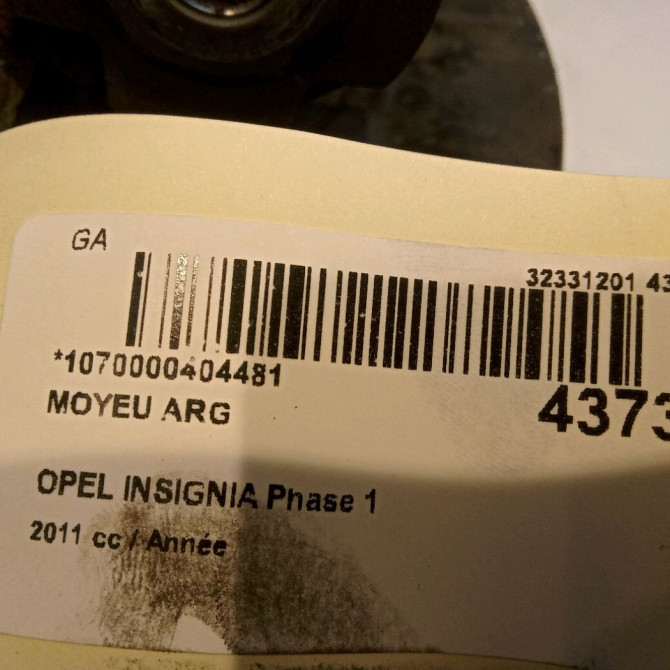 GA
32331201 43
*1070000404481
MOYEU ARG
4373
OPEL INSIGNIA Phase 1
2011 cc / Année